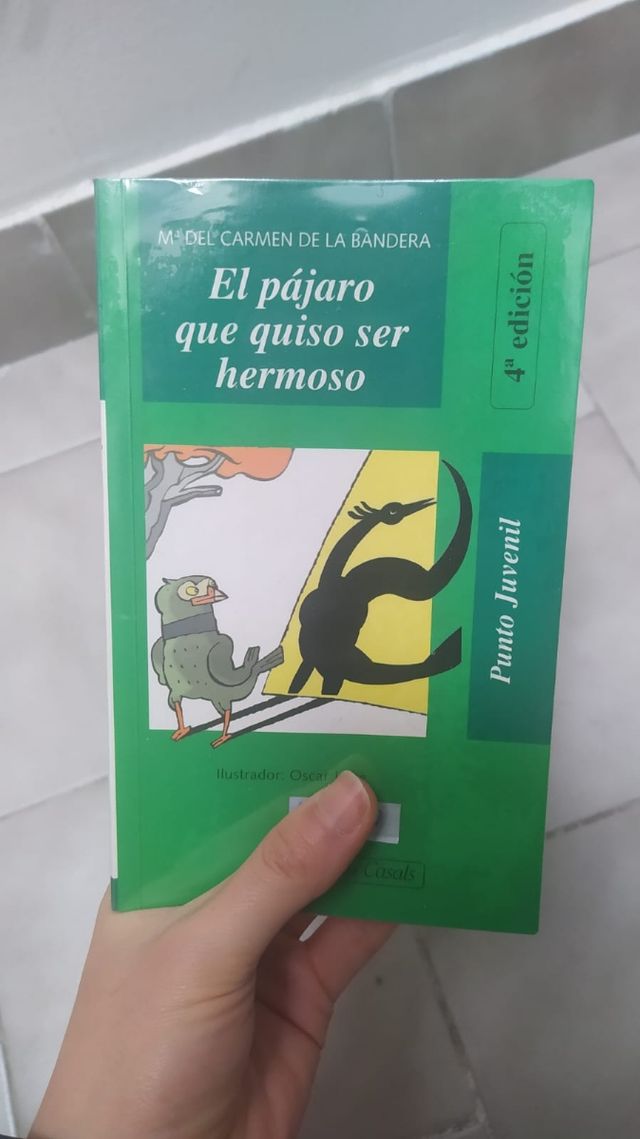 Mª DEL CARMEN DE LA BANDERA
El pájaro
que quiso ser
hermoso
4ª edición
Punto Juvenil
Ilustrador: Oscar
Casals